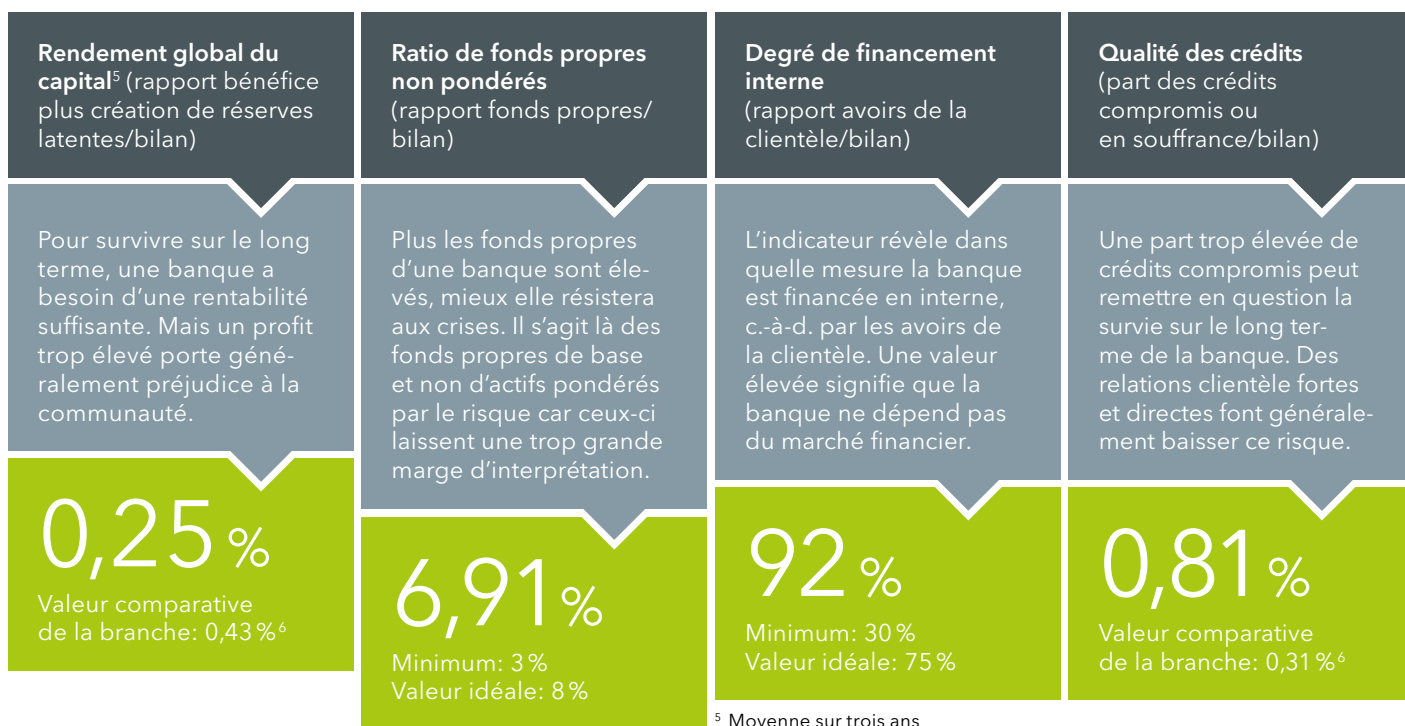 Rendement global du
capital⁵ (rapport bénéfice
plus création de réserves
latentes/bilan)
Pour survivre sur le long
terme, une banque a
besoin d’une rentabilité
suffisante. Mais un profit
trop élevé porte géné-
ralement préjudice à la
communauté.
0,25 %
Valeur comparative
de la branche: 0,43 %⁶
Ratio de fonds propres
non pondérés
(rapport fonds propres/
bilan)
Plus les fonds propres
d’une banque sont éle-
vés, mieux elle résistera
aux crises. Il s’agit là des
fonds propres de base
et non d’actifs pondérés
par le risque car ceux-ci
laissent une trop grande
marge d’interprétation.
6,91 %
Minimum: 3 %
Valeur idéale: 8 %
Degré de financement
interne
(rapport avoirs de la
clientèle/bilan)
L’indicateur révèle dans
quelle mesure la banque
est financée en interne,
c.-à-d. par les avoirs de
la clientèle. Une valeur
élevée signifie que la
banque ne dépend pas
du marché financier.
92 %
Minimum: 30 %
Valeur idéale: 75 %
Qualité des crédits
(part des crédits
compromis ou
en souffrance/bilan)
Une part trop élevée de
crédits compromis peut
remettre en question la
survie sur le long ter-
me de la banque. Des
relations clientèle fortes
et directes font générale-
ment baisser ce risque.
0,81 %
Valeur comparative
de la branche: 0,31 %⁶
⁵ Moyenne sur trois ans